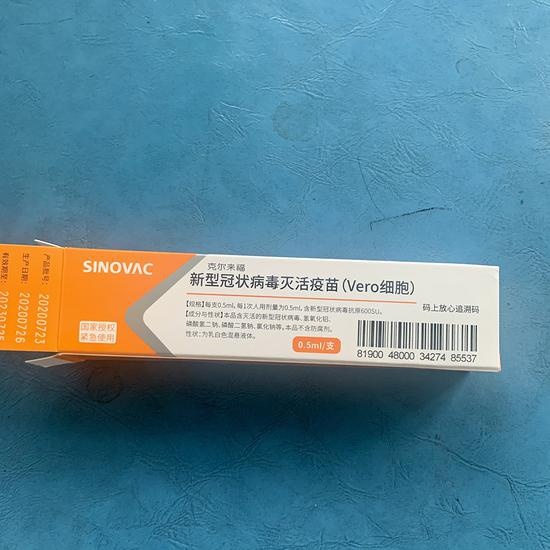 SINOVAC
克尔来福
新型冠状病毒灭活疫苗(Vero细胞)
【规格】每支0.5ml, 每1次人用剂量为0.5ml, 含新型冠状病毒抗原600SU。
【成分与性状】本品含灭活的新型冠状病毒、氢氧化铝、
磷酸氢二钠、磷酸二氢钠、氯化钠等,本品不含防腐剂。
性状:为乳白色混悬液体。
0.5ml/支
码上放心追溯码
81900 48000 34274 85537
国家授权
紧急使用
产品批号:
20200723
生产日期:
20200726
有效期至: